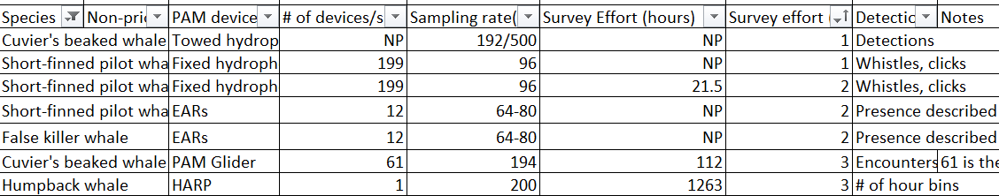 Species Non-pric PAM device # of devices/s Sampling rate( Survey Effort (hours) Survey effort ( Detectic Notes
Cuvier's beaked whale Towed hydrop NP 192/500 NP 1 Detections
Short-finned pilot wha Fixed hydroph 199 96 NP 1 Whistles, clicks
Short-finned pilot wha Fixed hydroph 199 96 21.5 2 Whistles, clicks
Short-finned pilot wha EARs 12 64-80 NP 2 Presence described
False killer whale EARs 12 64-80 NP 2 Presence described
Cuvier's beaked whale PAM Glider 61 194 112 3 Encounters 61 is the
Humpback whale HARP 1 200 1263 3 # of hour bins